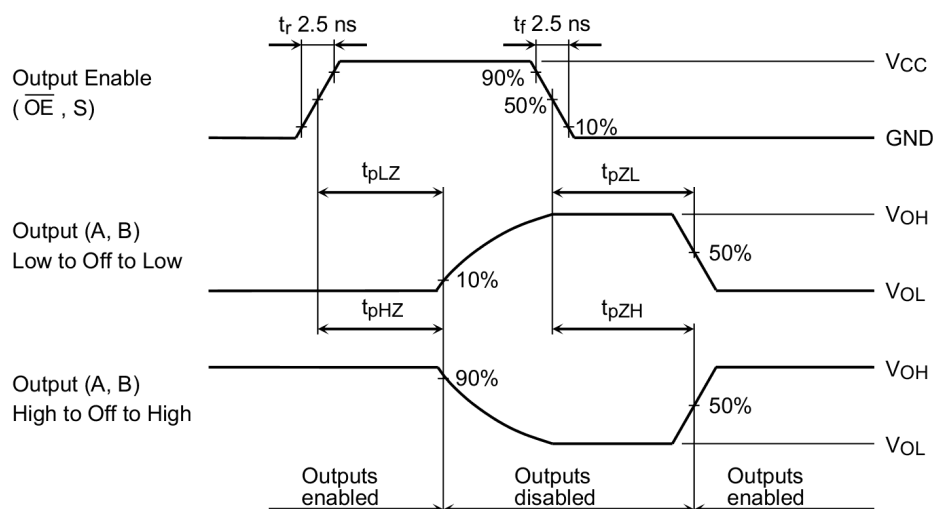 tr 2.5 ns
tf 2.5 ns
Output Enable
( OE , S)
90%
50%
10%
VCC
GND
tpLZ
tpZL
Output (A, B)
Low to Off to Low
10%
50%
VOH
VOL
tpHZ
tpZH
Output (A, B)
High to Off to High
90%
50%
VOH
VOL
Outputs
enabled
Outputs
disabled
Outputs
enabled